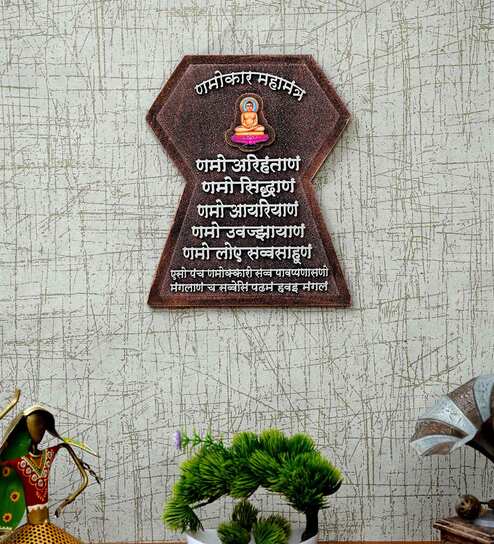 णमोकार महामंत्र
णमो अरिहंताणं
णमो सिद्धाणं
णमो आयरियाणं
णमो उवज्झायाणं
णमो लोए सव्वसाहूणं
एसो पंच णमोक्कारो सव्व पावप्पणासणो
मंगलाणं च सव्वेसिं पढमं हवइ मंगलं